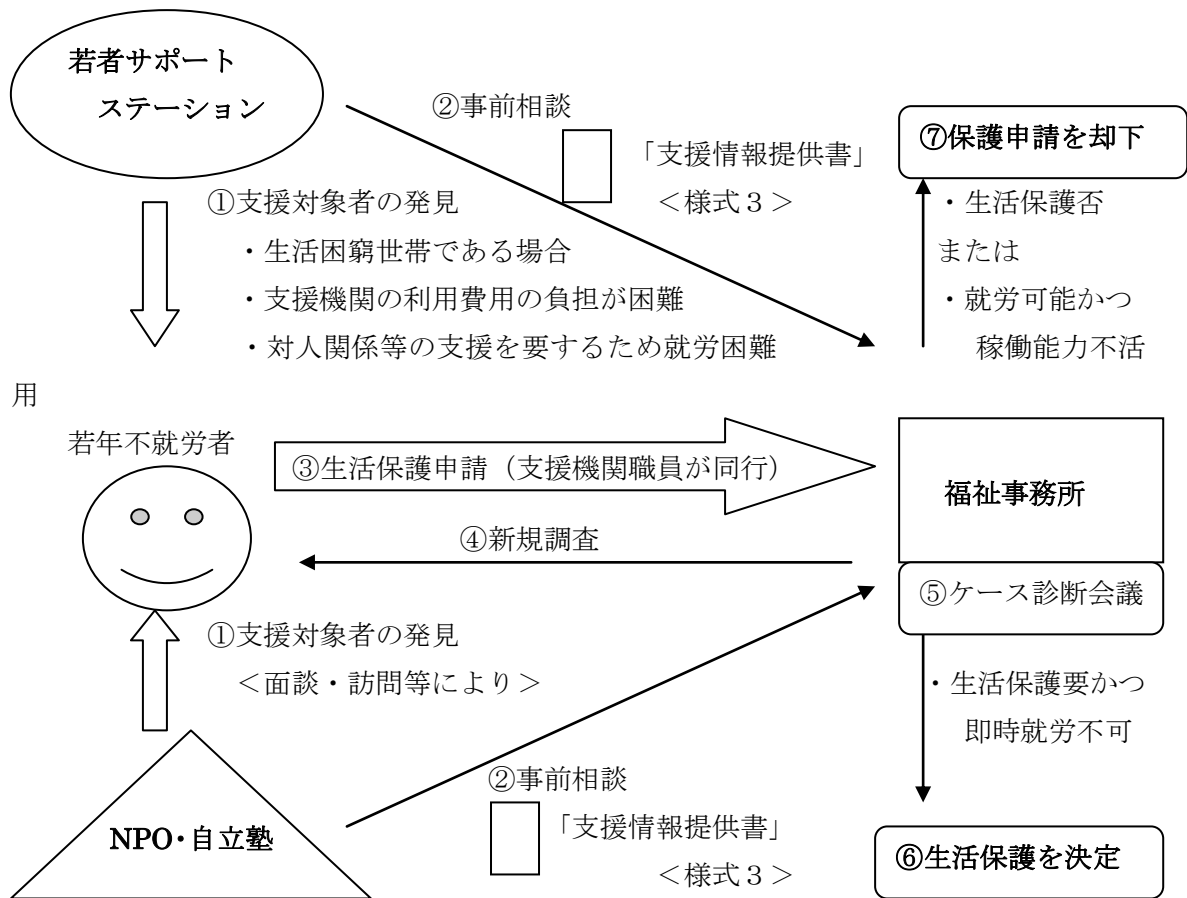 若者サポート
ステーション
②事前相談
「支援情報提供書」
＜様式３＞
⑦保護申請を却下
①支援対象者の発見
・生活困窮世帯である場合
・支援機関の利用費用の負担が困難
・対人関係等の支援を要するため就労困難
・生活保護否
または
・就労可能かつ
稼働能力不活
用
若年不就労者
③生活保護申請（支援機関職員が同行）
福祉事務所
④新規調査
⑤ケース診断会議
①支援対象者の発見
＜面談・訪問等により＞
・生活保護要かつ
即時就労不可
②事前相談
「支援情報提供書」
＜様式３＞
NPO・自立塾
⑥生活保護を決定